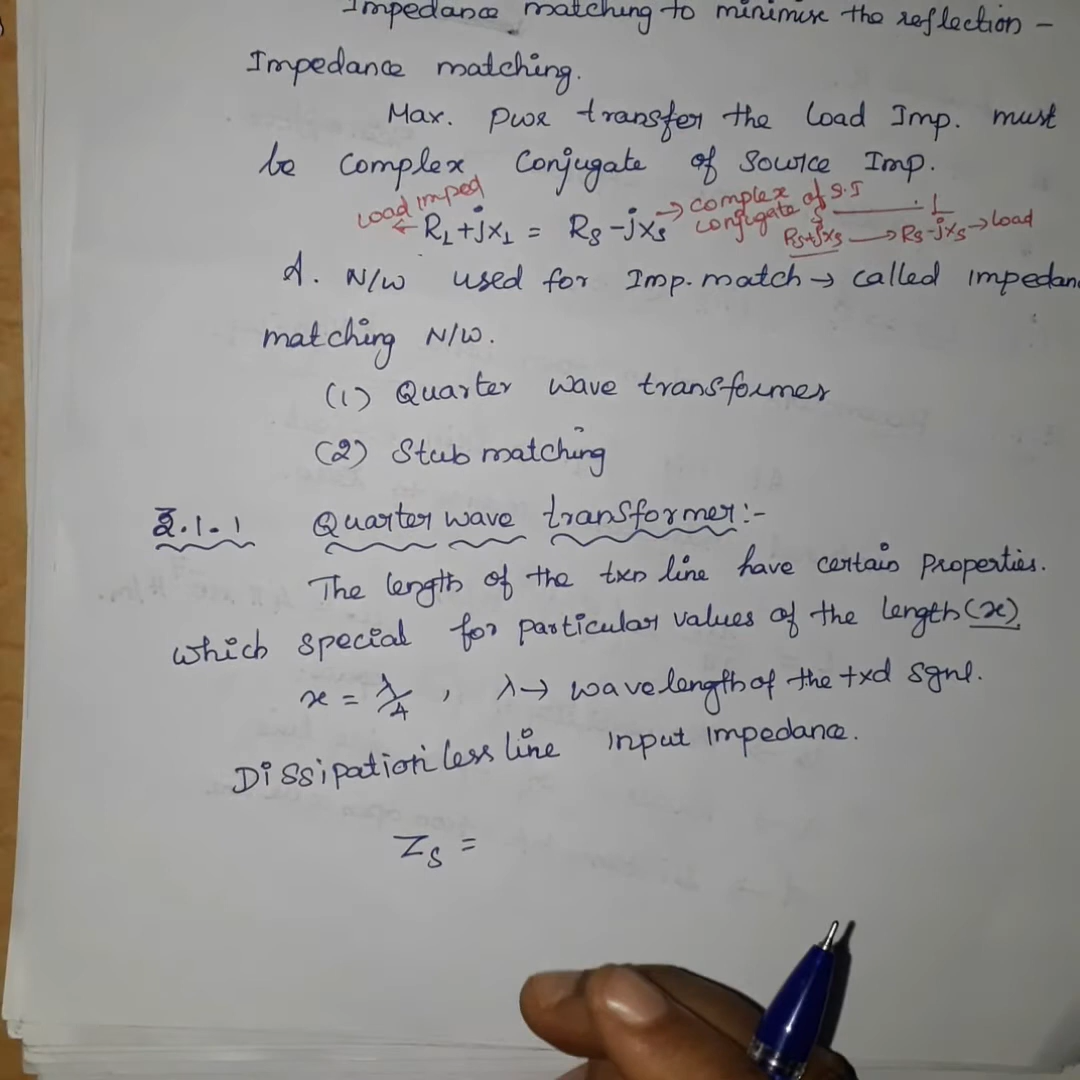 Impedance matching to minimise the reflection -
Impedance matching.
Max. pwr transfer the load Imp. must
be complex conjugate of source Imp.
load imped
← R_L + jX_L = R_S - jX_S → complex conjugate of S.I
S L
R_S + jX_S → R_S - jX_S → load
A. N/W used for Imp. match → called impedan
matching N/W.
(1) Quarter wave transformer
(2) Stub matching
2.1.1 Quarter wave transformer:-
The length of the txn line have certain properties.
which special for particular values of the length (x)
x = λ/4 , λ → wavelength of the txd sgnl.
Dissipationless line input impedance.
Z_S =